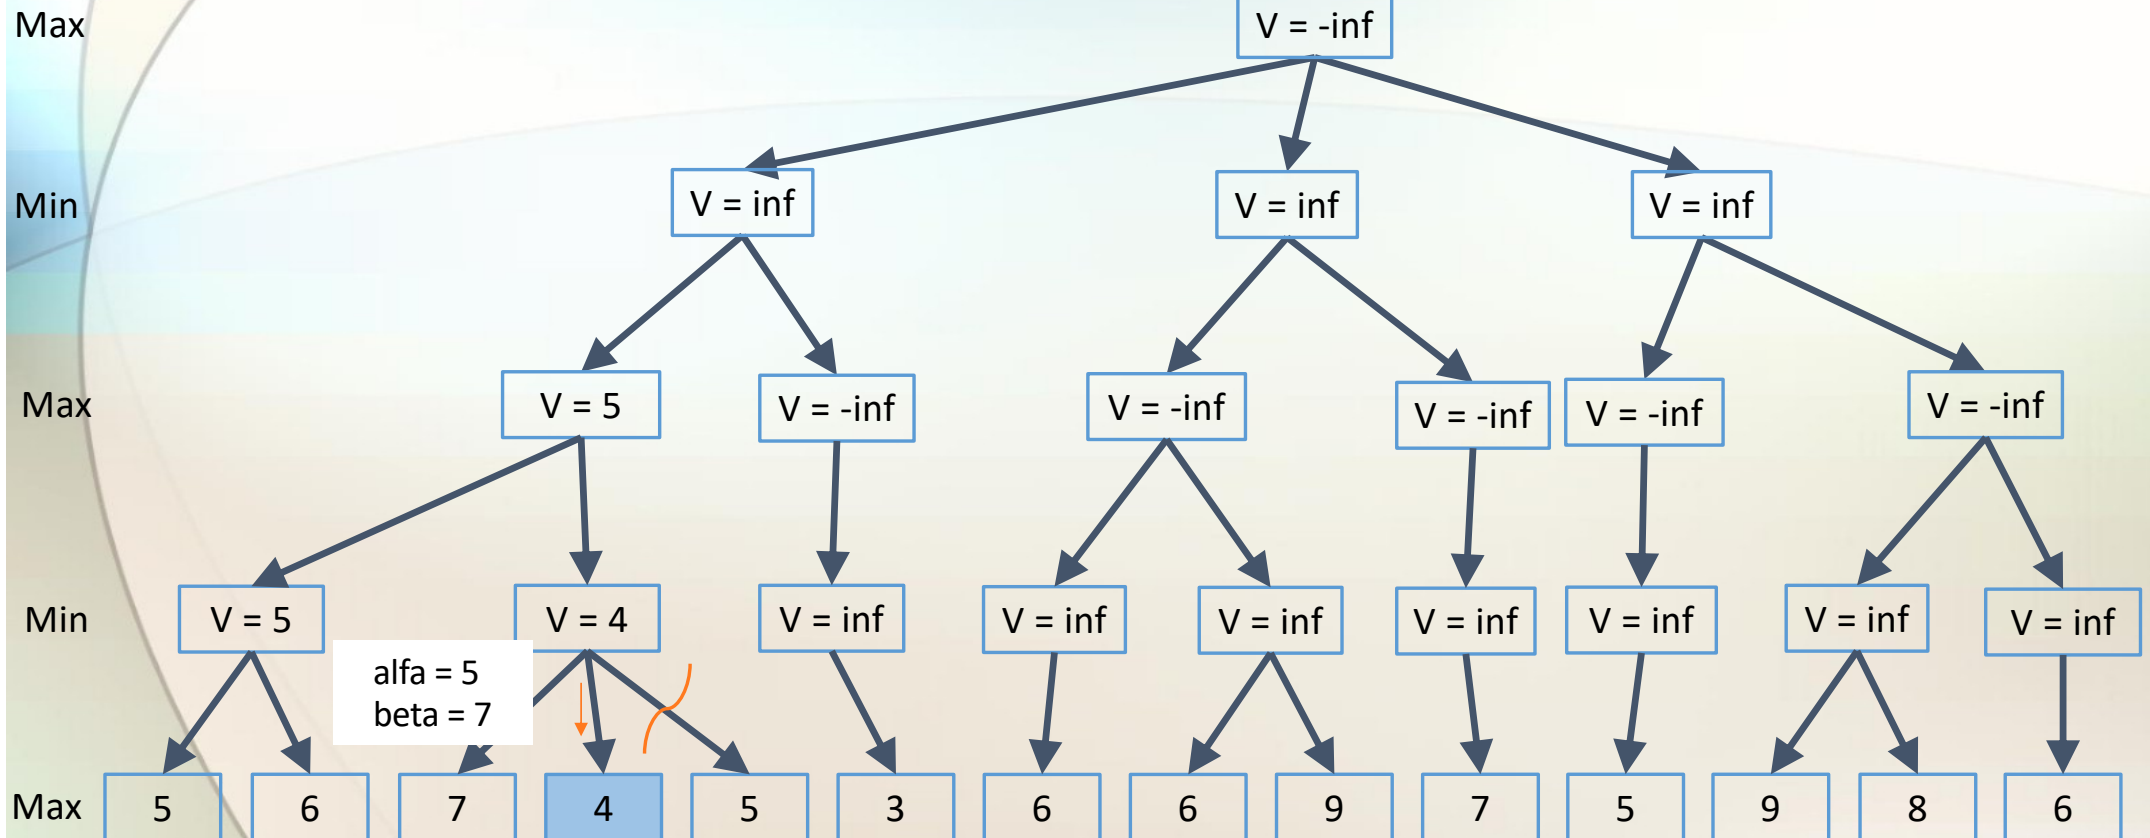 Max
V = -inf
Min
V = inf
V = inf
V = inf
Max
V = 5
V = -inf
V = -inf
V = -inf
V = -inf
V = -inf
Min
V = 5
V = 4
V = inf
V = inf
V = inf
V = inf
V = inf
V = inf
V = inf
alfa = 5
beta = 7
Max
5
6
7
4
5
3
6
6
9
7
5
9
8
6